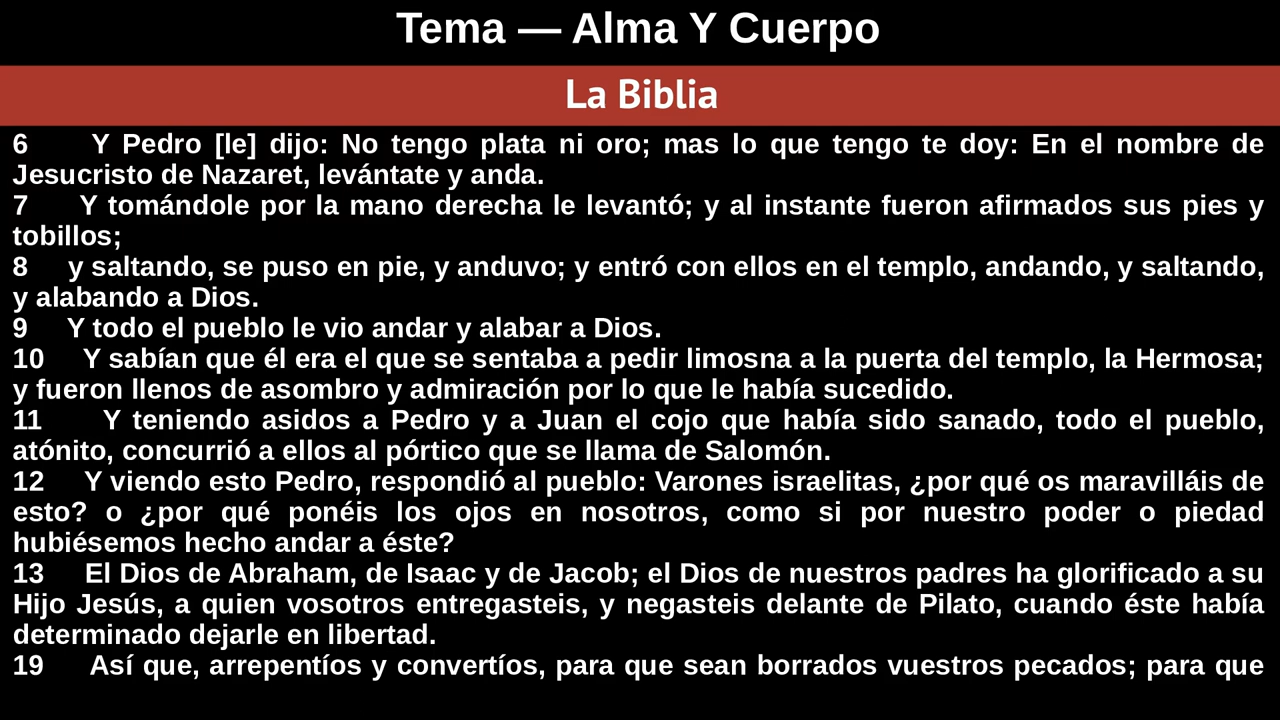 Tema — Alma Y Cuerpo
La Biblia
6 Y Pedro [le] dijo: No tengo plata ni oro; mas lo que tengo te doy: En el nombre de
Jesucristo de Nazaret, levántate y anda.
7 Y tomándole por la mano derecha le levantó; y al instante fueron afirmados sus pies y
tobillos;
8 y saltando, se puso en pie, y anduvo; y entró con ellos en el templo, andando, y saltando,
y alabando a Dios.
9 Y todo el pueblo le vio andar y alabar a Dios.
10 Y sabían que él era el que se sentaba a pedir limosna a la puerta del templo, la Hermosa;
y fueron llenos de asombro y admiración por lo que le había sucedido.
11 Y teniendo asidos a Pedro y a Juan el cojo que había sido sanado, todo el pueblo,
atónito, concurrió a ellos al pórtico que se llama de Salomón.
12 Y viendo esto Pedro, respondió al pueblo: Varones israelitas, ¿por qué os maravilláis de
esto? o ¿por qué ponéis los ojos en nosotros, como si por nuestro poder o piedad
hubiésemos hecho andar a éste?
13 El Dios de Abraham, de Isaac y de Jacob; el Dios de nuestros padres ha glorificado a su
Hijo Jesús, a quien vosotros entregasteis, y negasteis delante de Pilato, cuando éste había
determinado dejarle en libertad.
19 Así que, arrepentíos y convertíos, para que sean borrados vuestros pecados; para que